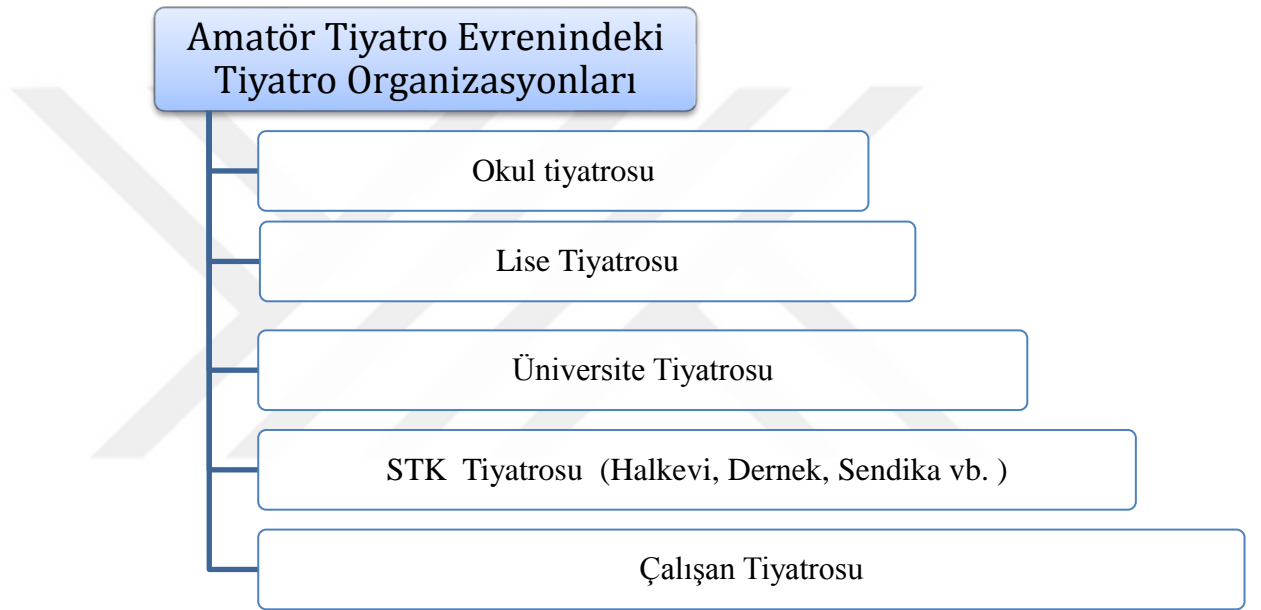 Amatör Tiyatro Evrenindeki
Tiyatro Organizasyonları
Okul tiyatrosu
Lise Tiyatrosu
Üniversite Tiyatrosu
STK Tiyatrosu (Halkevi, Dernek, Sendika vb. )
Çalışan Tiyatrosu